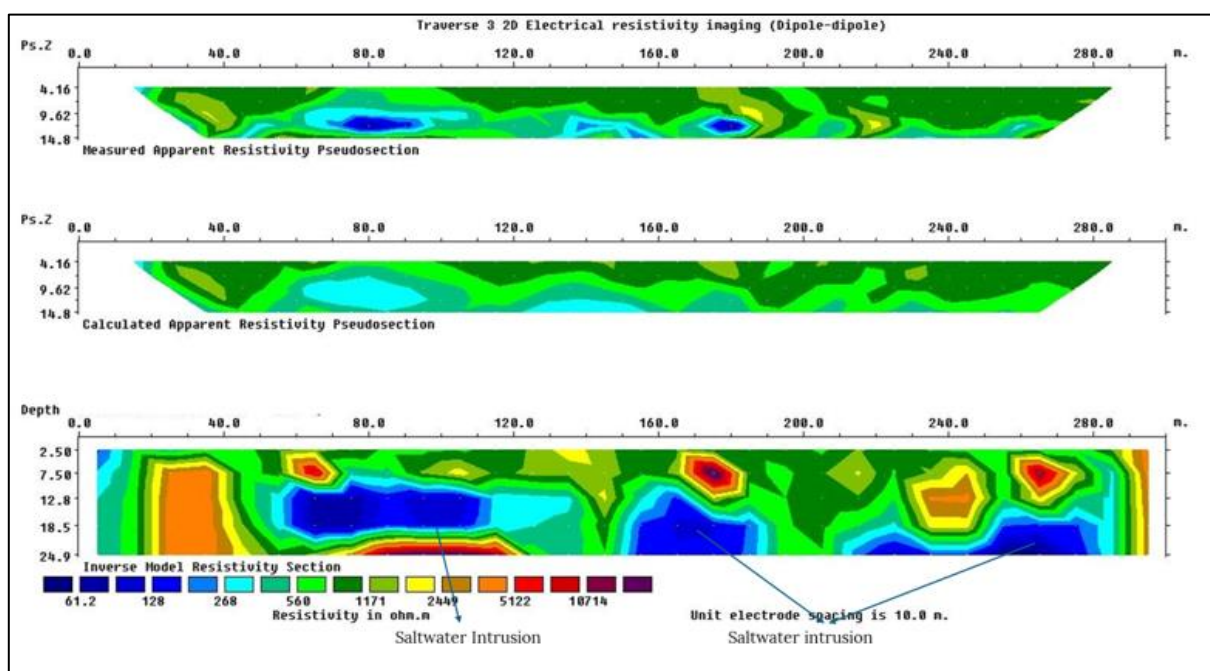 Traverse 3 2D Electrical resistivity imaging (Dipole-dipole)
Ps.Z 0.0 40.0 80.0 120.0 160.0 200.0 240.0 280.0 m.
4.16
9.62
14.8
Measured Apparent Resistivity Pseudosection
Ps.Z 0.0 40.0 80.0 120.0 160.0 200.0 240.0 280.0 m.
4.16
9.62
14.8
Calculated Apparent Resistivity Pseudosection
Depth 0.0 40.0 80.0 120.0 160.0 200.0 240.0 280.0 m.
2.50
7.50
12.8
18.5
24.9
Inverse Model Resistivity Section
61.2 128 268 560 1171 2449 5122 10714
Resistivity in ohm.m Unit electrode spacing is 10.0 m.
Saltwater Intrusion Saltwater intrusion